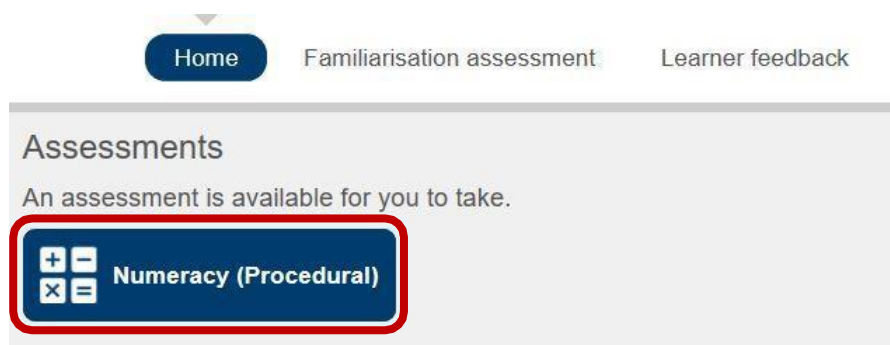 Home Familiarisation assessment Learner feedback
Assessments
An assessment is available for you to take.
Numeracy (Procedural)